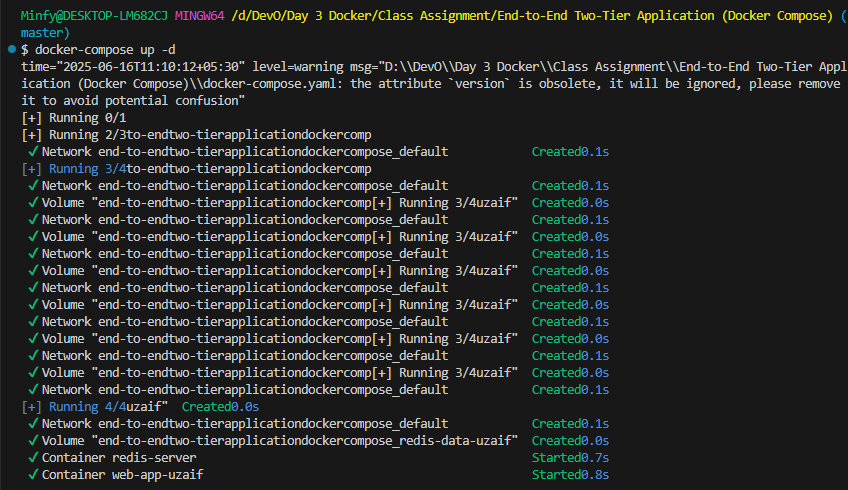 Minfy@DESKTOP-LM682CJ MINGW64 /d/DevO/Day 3 Docker/Class Assignment/End-to-End Two-Tier Application (Docker Compose) (
master)
$ docker-compose up -d
time="2025-06-16T11:10:12+05:30" level=warning msg="D:\\DevO\\Day 3 Docker\\Class Assignment\\End-to-End Two-Tier Appl
ication (Docker Compose)\\docker-compose.yaml: the attribute `version` is obsolete, it will be ignored, please remove
it to avoid potential confusion"
[+] Running 0/1
[+] Running 2/3to-endtwo-tierapplicationdockercomp
✔ Network end-to-endtwo-tierapplicationdockercompose_default Created0.1s
[+] Running 3/4to-endtwo-tierapplicationdockercomp
✔ Network end-to-endtwo-tierapplicationdockercompose_default Created0.1s
✔ Volume "end-to-endtwo-tierapplicationdockercomp[+] Running 3/4uzaif" Created0.0s
✔ Network end-to-endtwo-tierapplicationdockercompose_default Created0.1s
✔ Volume "end-to-endtwo-tierapplicationdockercomp[+] Running 3/4uzaif" Created0.0s
✔ Network end-to-endtwo-tierapplicationdockercompose_default Created0.1s
✔ Volume "end-to-endtwo-tierapplicationdockercomp[+] Running 3/4uzaif" Created0.0s
✔ Network end-to-endtwo-tierapplicationdockercompose_default Created0.1s
✔ Volume "end-to-endtwo-tierapplicationdockercomp[+] Running 3/4uzaif" Created0.0s
✔ Network end-to-endtwo-tierapplicationdockercompose_default Created0.1s
✔ Volume "end-to-endtwo-tierapplicationdockercomp[+] Running 3/4uzaif" Created0.0s
✔ Network end-to-endtwo-tierapplicationdockercompose_default Created0.1s
✔ Volume "end-to-endtwo-tierapplicationdockercomp[+] Running 3/4uzaif" Created0.0s
✔ Network end-to-endtwo-tierapplicationdockercompose_default Created0.1s
[+] Running 4/4uzaif" Created0.0s
✔ Network end-to-endtwo-tierapplicationdockercompose_default Created0.1s
✔ Volume "end-to-endtwo-tierapplicationdockercompose_redis-data-uzaif" Created0.0s
✔ Container redis-server Started0.7s
✔ Container web-app-uzaif Started0.8s